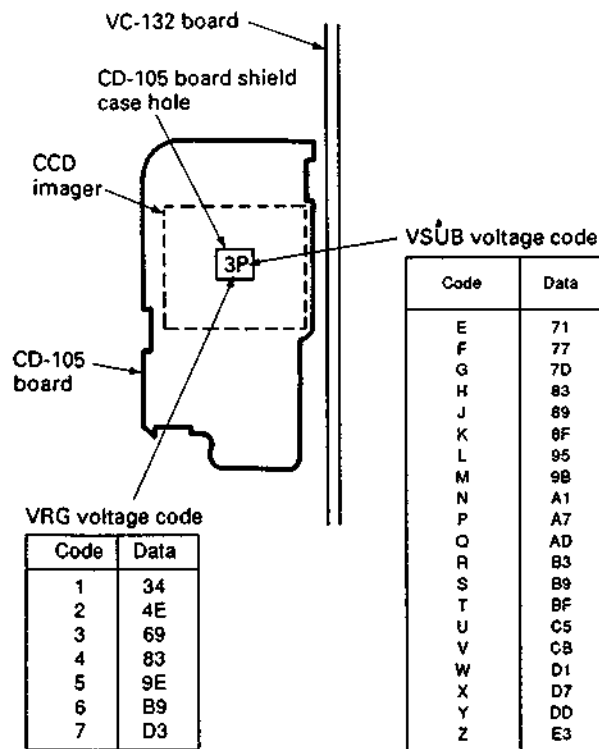 VC-132 board
CD-105 board shield
case hole
CCD
imager
3P
VSUB voltage code
Code Data
E 71
F 77
G 7D
H 83
J 89
K 8F
L 95
M 9B
N A1
P A7
Q AD
R B3
S B9
T BF
U C5
V CB
W D1
X D7
Y DD
Z E3
CD-105
board
VRG voltage code
Code Data
1 34
2 4E
3 69
4 83
5 9E
6 B9
7 D3